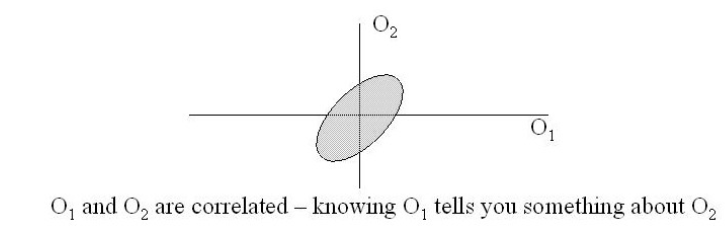 O₂
O₁
O₁ and O₂ are correlated – knowing O₁ tells you something about O₂